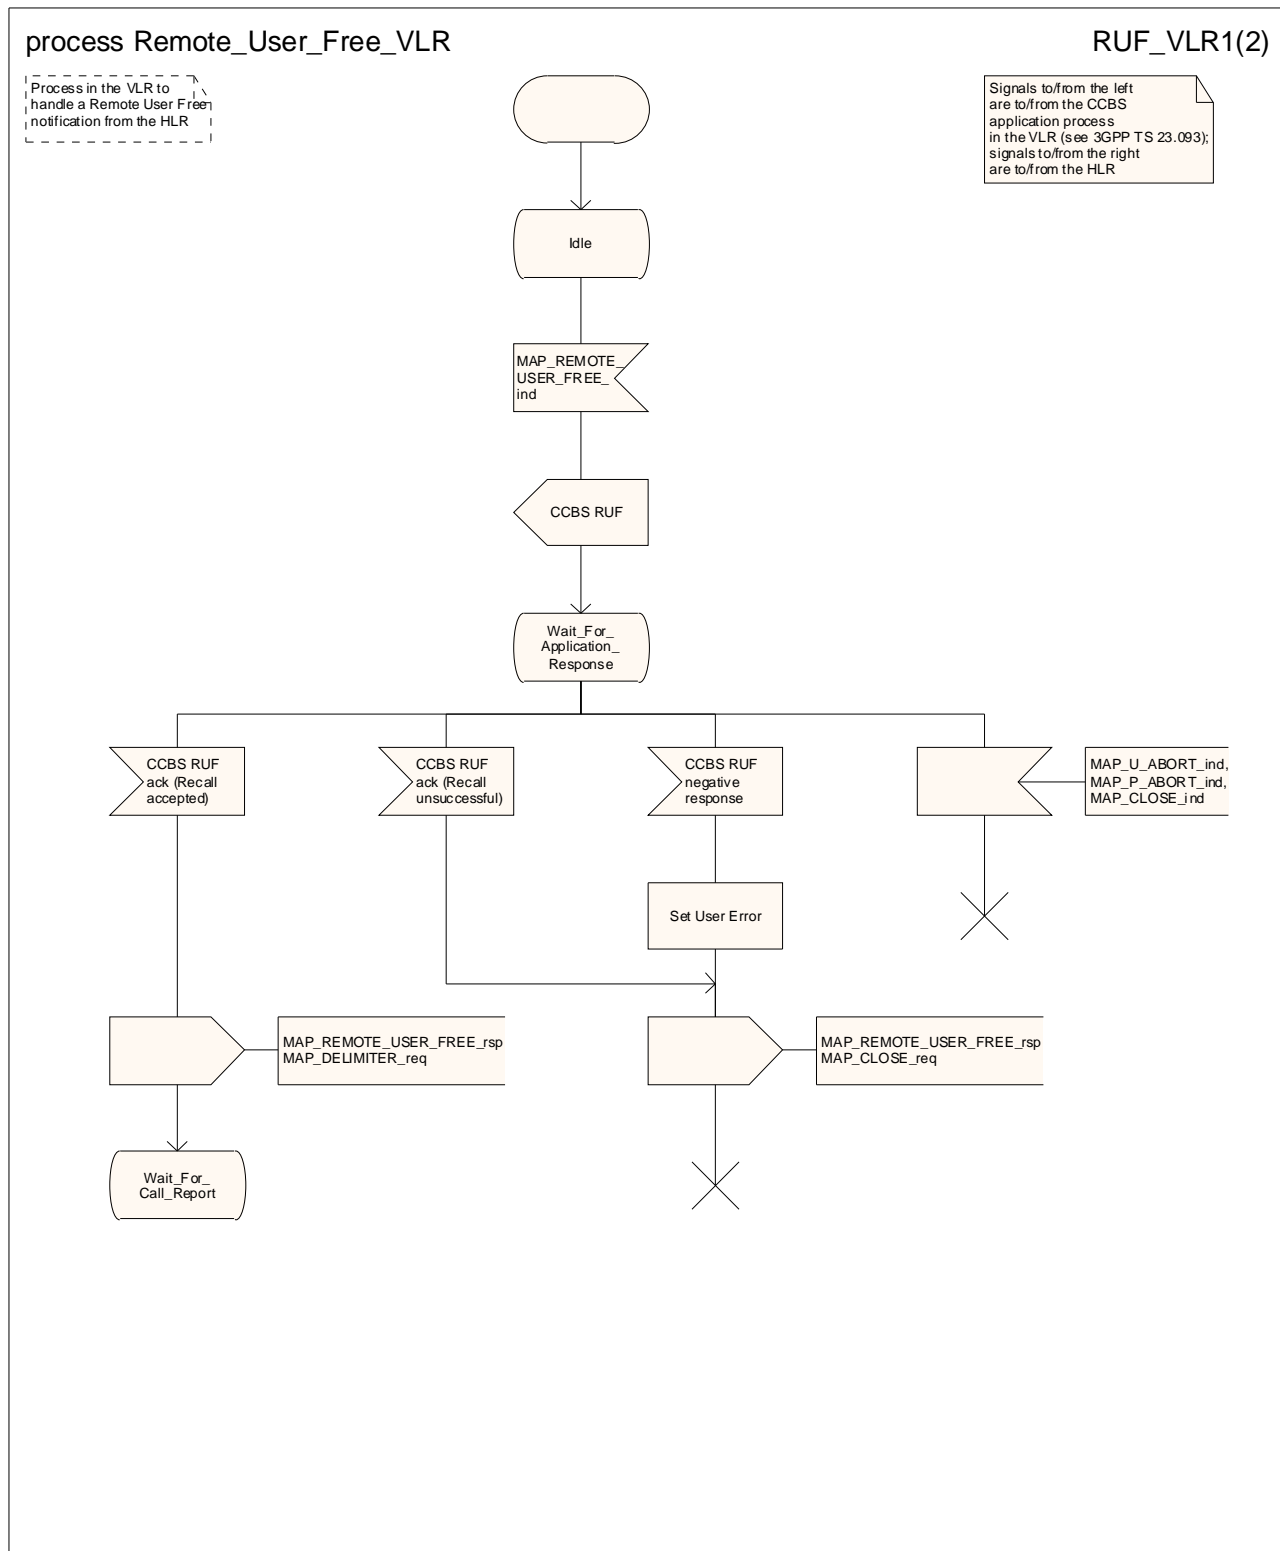 process Remote_User_Free_VLR
RUF_VLR1(2)
Process in the VLR to
handle a Remote User Free
notification from the HLR
Signals to/from the left
are to/from the CCBS
application process
in the VLR (see 3GPP TS 23.093);
signals to/from the right
are to/from the HLR
Idle
MAP_REMOTE_
USER_FREE_
ind
CCBS RUF
Wait_For_
Application_
Response
CCBS RUF
ack (Recall
accepted)
CCBS RUF
ack (Recall
unsuccessful)
CCBS RUF
negative
response
MAP_U_ABORT_ind,
MAP_P_ABORT_ind,
MAP_CLOSE_ind
Set User Error
MAP_REMOTE_USER_FREE_rsp
MAP_DELIMITER_req
MAP_REMOTE_USER_FREE_rsp
MAP_CLOSE_req
Wait_For_
Call_Report